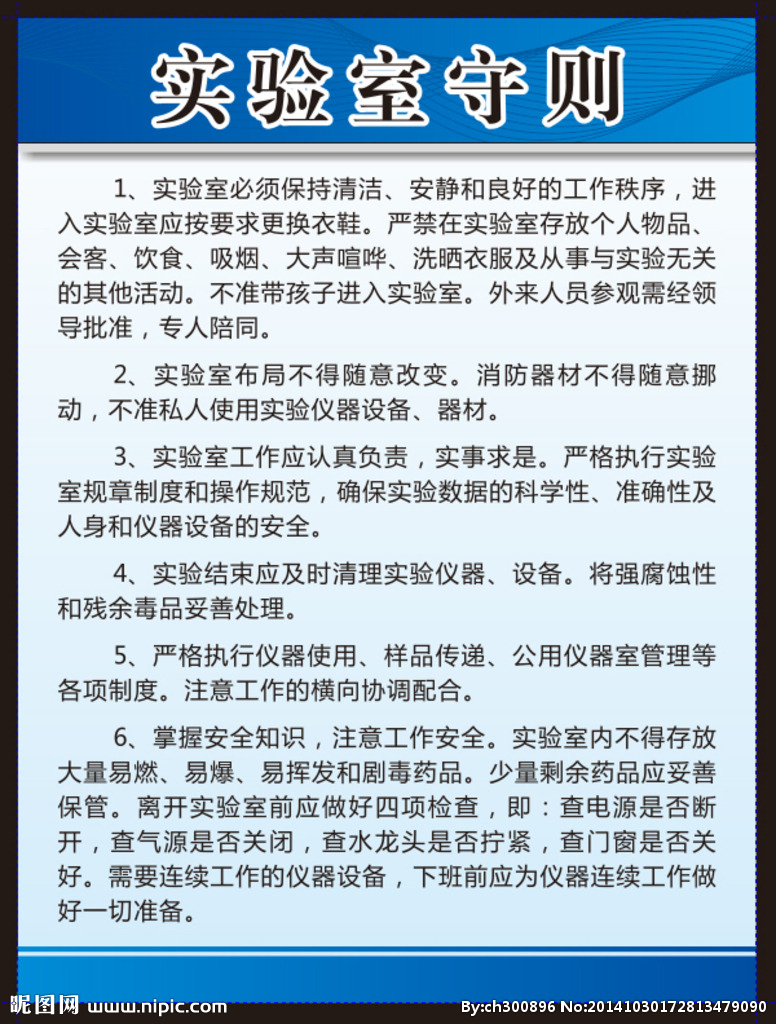 实验室守则
1、实验室必须保持清洁、安静和良好的工作秩序，进
入实验室应按要求更换衣鞋。严禁在实验室存放个人物品、
会客、饮食、吸烟、大声喧哗、洗晒衣服及从事与实验无关
的其他活动。不准带孩子进入实验室。外来人员参观需经领
导批准，专人陪同。
2、实验室布局不得随意改变。消防器材不得随意挪
动，不准私人使用实验仪器设备、器材。
3、实验室工作应认真负责，实事求是。严格执行实验
室规章制度和操作规范，确保实验数据的科学性、准确性及
人身和仪器设备的安全。
4、实验结束应及时清理实验仪器、设备。将强腐蚀性
和残余毒品妥善处理。
5、严格执行仪器使用、样品传递、公用仪器室管理等
各项制度。注意工作的横向协调配合。
6、掌握安全知识，注意工作安全。实验室内不得存放
大量易燃、易爆、易挥发和剧毒药品。少量剩余药品应妥善
保管。离开实验室前应做好四项检查，即：查电源是否断
开，查气源是否关闭，查水龙头是否拧紧，查门窗是否关
好。需要连续工作的仪器设备，下班前应为仪器连续工作做
好一切准备。
昵图网 www.nipic.com
By:ch300896 No:20141030172813479090